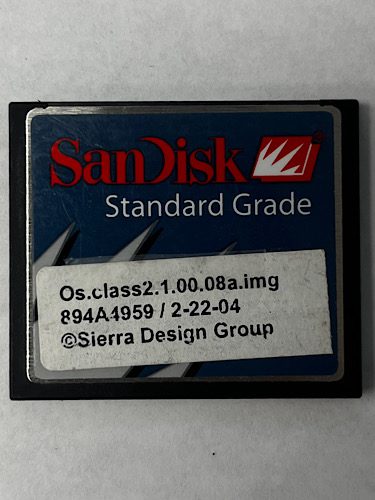 SanDisk
Standard Grade
Os.class2.1.00.08a.img
894A4959 / 2-22-04
©Sierra Design Group